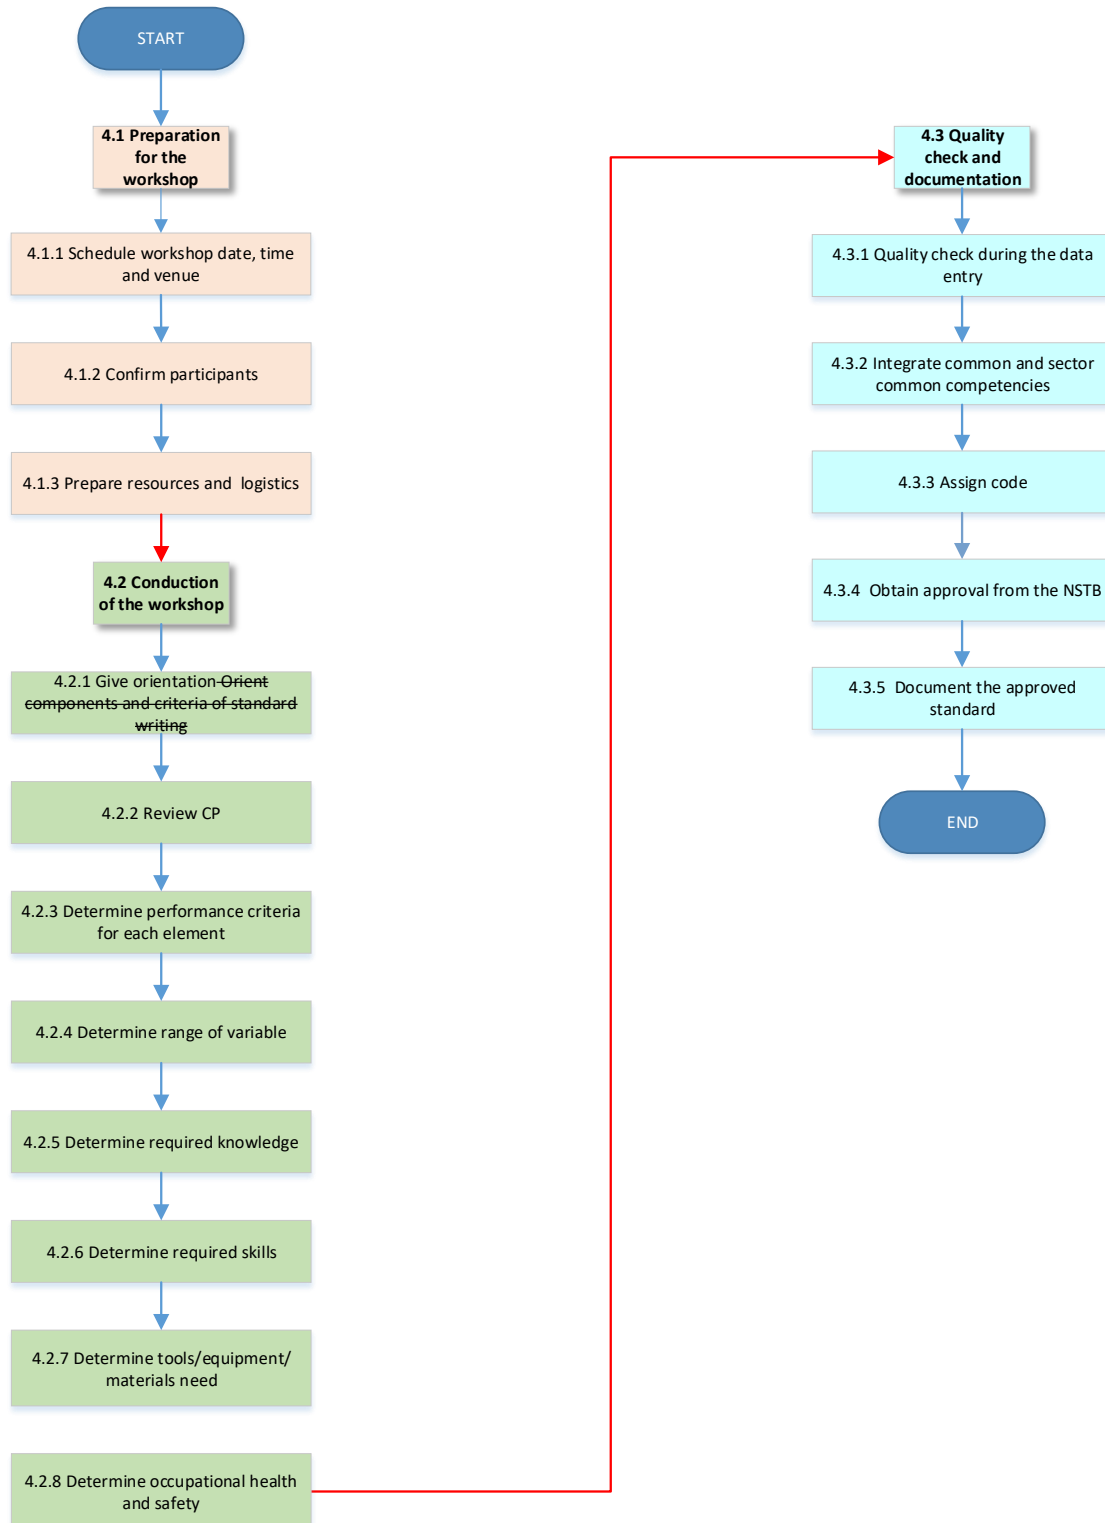 START
4.1 Preparation
for the
workshop
4.1.1 Schedule workshop date, time
and venue
4.1.2 Confirm participants
4.1.3 Prepare resources and  logistics
4.2 Conduction
of the workshop
4.2.1 Give orientation Orient
components and criteria of standard
writing
4.2.2 Review CP
4.2.3 Determine performance criteria
for each element
4.2.4 Determine range of variable
4.2.5 Determine required knowledge
4.2.6 Determine required skills
4.2.7 Determine tools/equipment/
materials need
4.2.8 Determine occupational health
and safety
4.3 Quality
check and
documentation
4.3.1 Quality check during the data
entry
4.3.2 Integrate common and sector
common competencies
4.3.3 Assign code
4.3.4  Obtain approval from the NSTB
4.3.5  Document the approved
standard
END